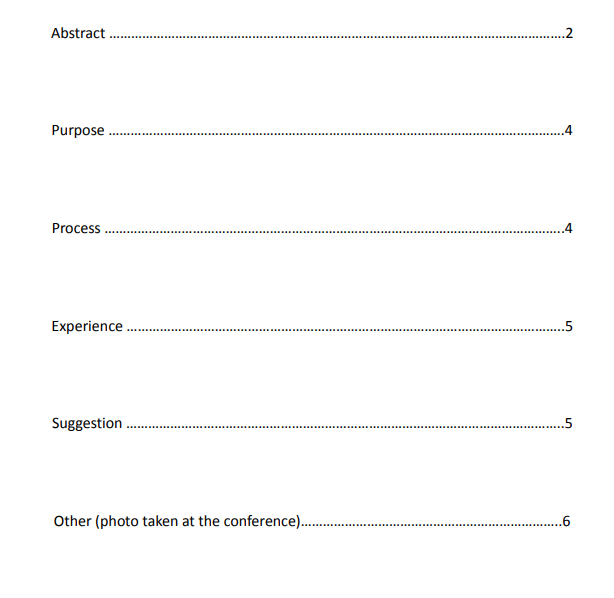 Abstract ……………………………………………………………………………………………………………….2
Purpose ……………………………………………………………………………………………………………….4
Process ………………………………………………………………………………………………………………..4
Experience …………………………………………………………………………………………………………..5
Suggestion …………………………………………………………………………………………………………..5
Other (photo taken at the conference)………………………………………………………………..6